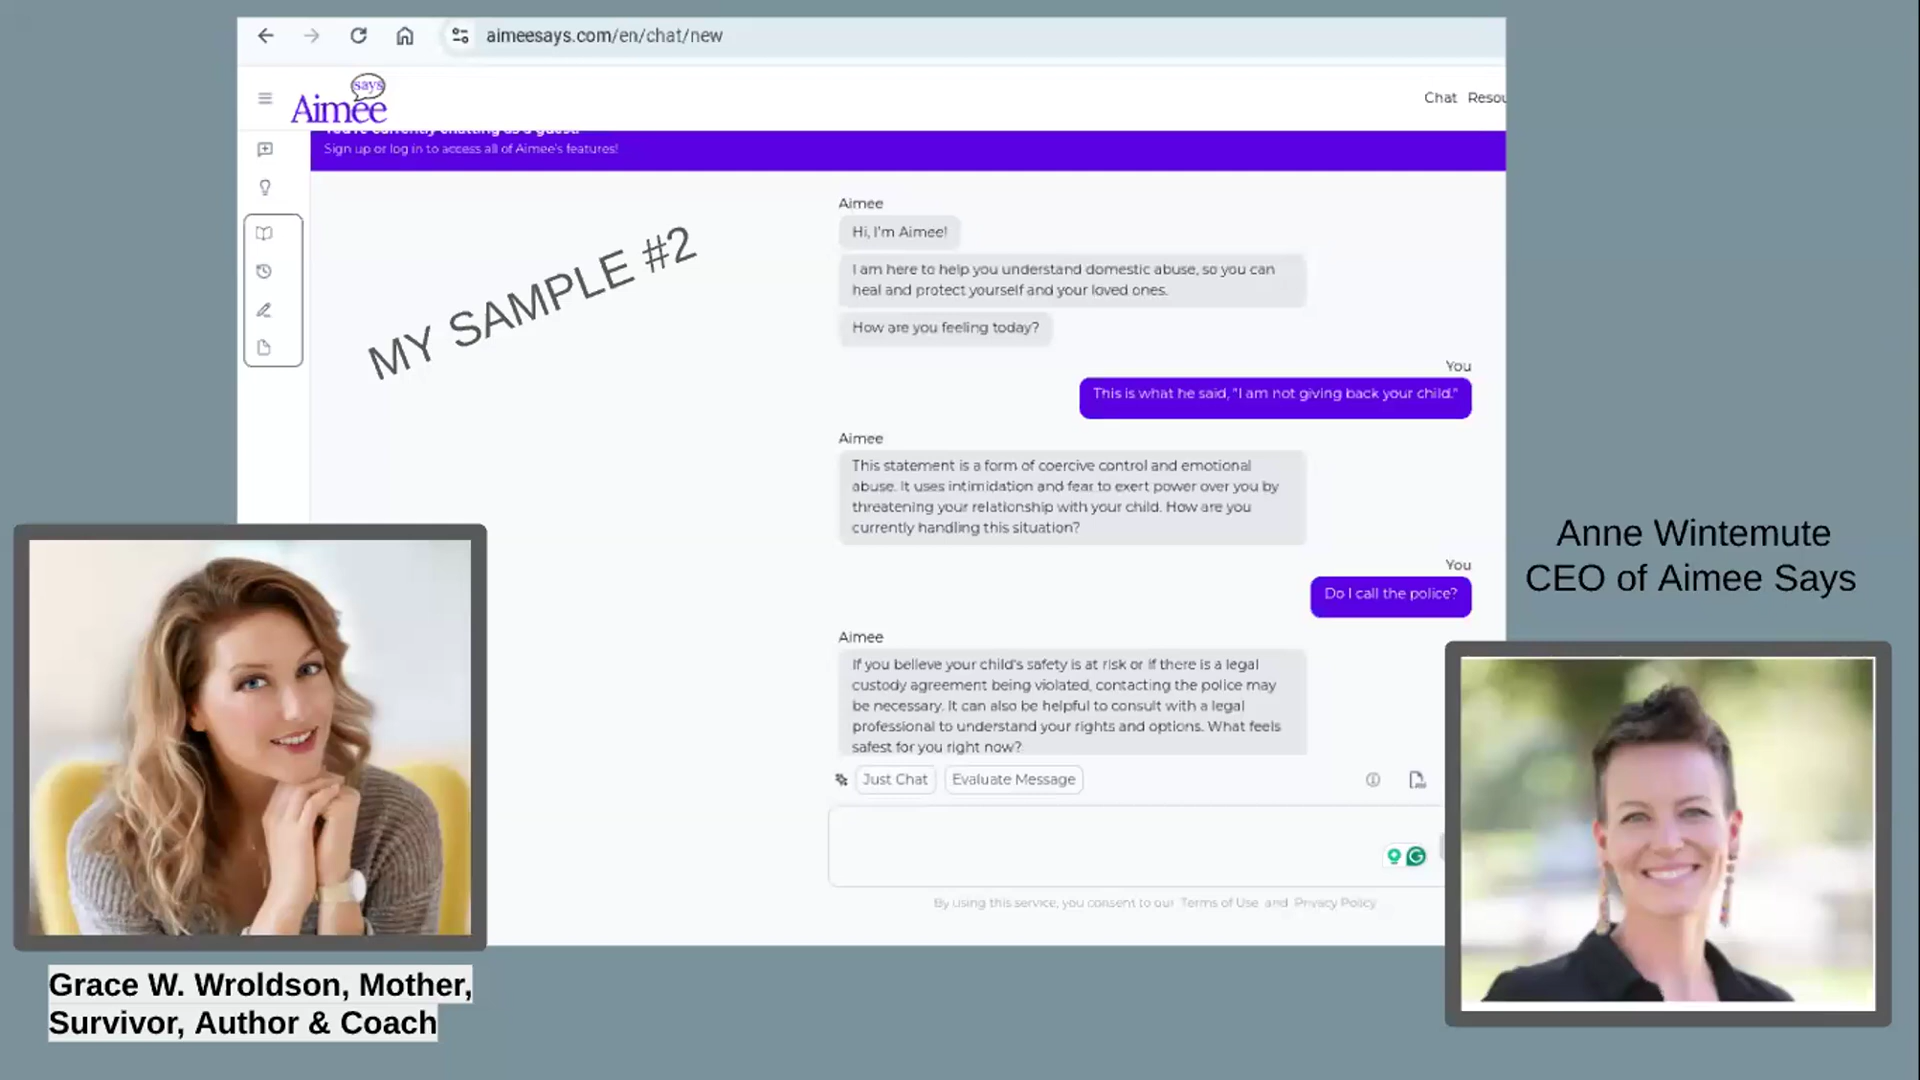 aimeesays.com/en/chat/new
says
Aimee
Chat Resou
You're currently chatting as a guest!
Sign up or log in to access all of Aimee's features!
MY SAMPLE #2
Aimee
Hi, I'm Aimee!
I am here to help you understand domestic abuse, so you can
heal and protect yourself and your loved ones.
How are you feeling today?
You
This is what he said, "I am not giving back your child."
Aimee
This statement is a form of coercive control and emotional
abuse. It uses intimidation and fear to exert power over you by
threatening your relationship with your child. How are you
currently handling this situation?
You
Do I call the police?
Aimee
If you believe your child's safety is at risk or if there is a legal
custody agreement being violated, contacting the police may
be necessary. It can also be helpful to consult with a legal
professional to understand your rights and options. What feels
safest for you right now?
Just Chat Evaluate Message
By using this service, you consent to our Terms of Use and Privacy Policy
Anne Wintemute
CEO of Aimee Says
Grace W. Wroldson, Mother,
Survivor, Author & Coach